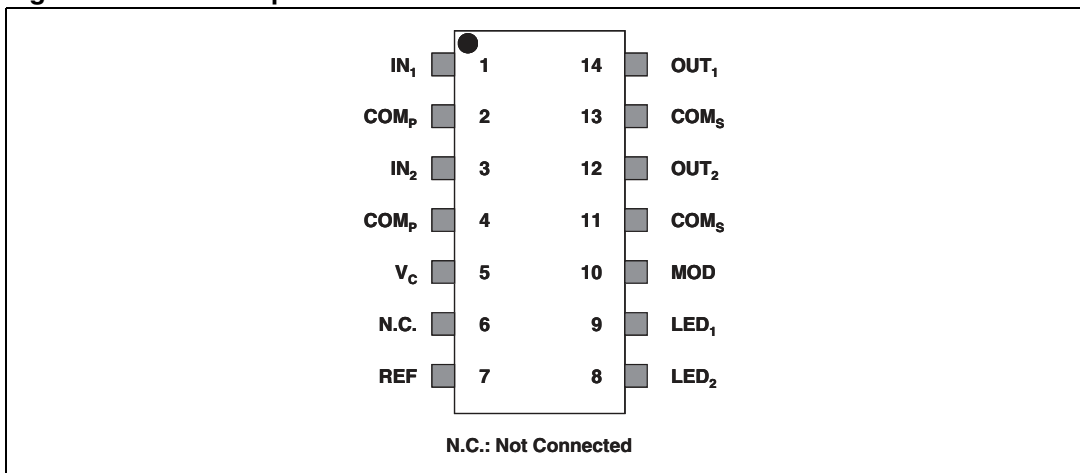 IN₁ 1 14 OUT₁
COMₚ 2 13 COMₛ
IN₂ 3 12 OUT₂
COMₚ 4 11 COMₛ
V꜀ 5 10 MOD
N.C. 6 9 LED₁
REF 7 8 LED₂
N.C.: Not Connected